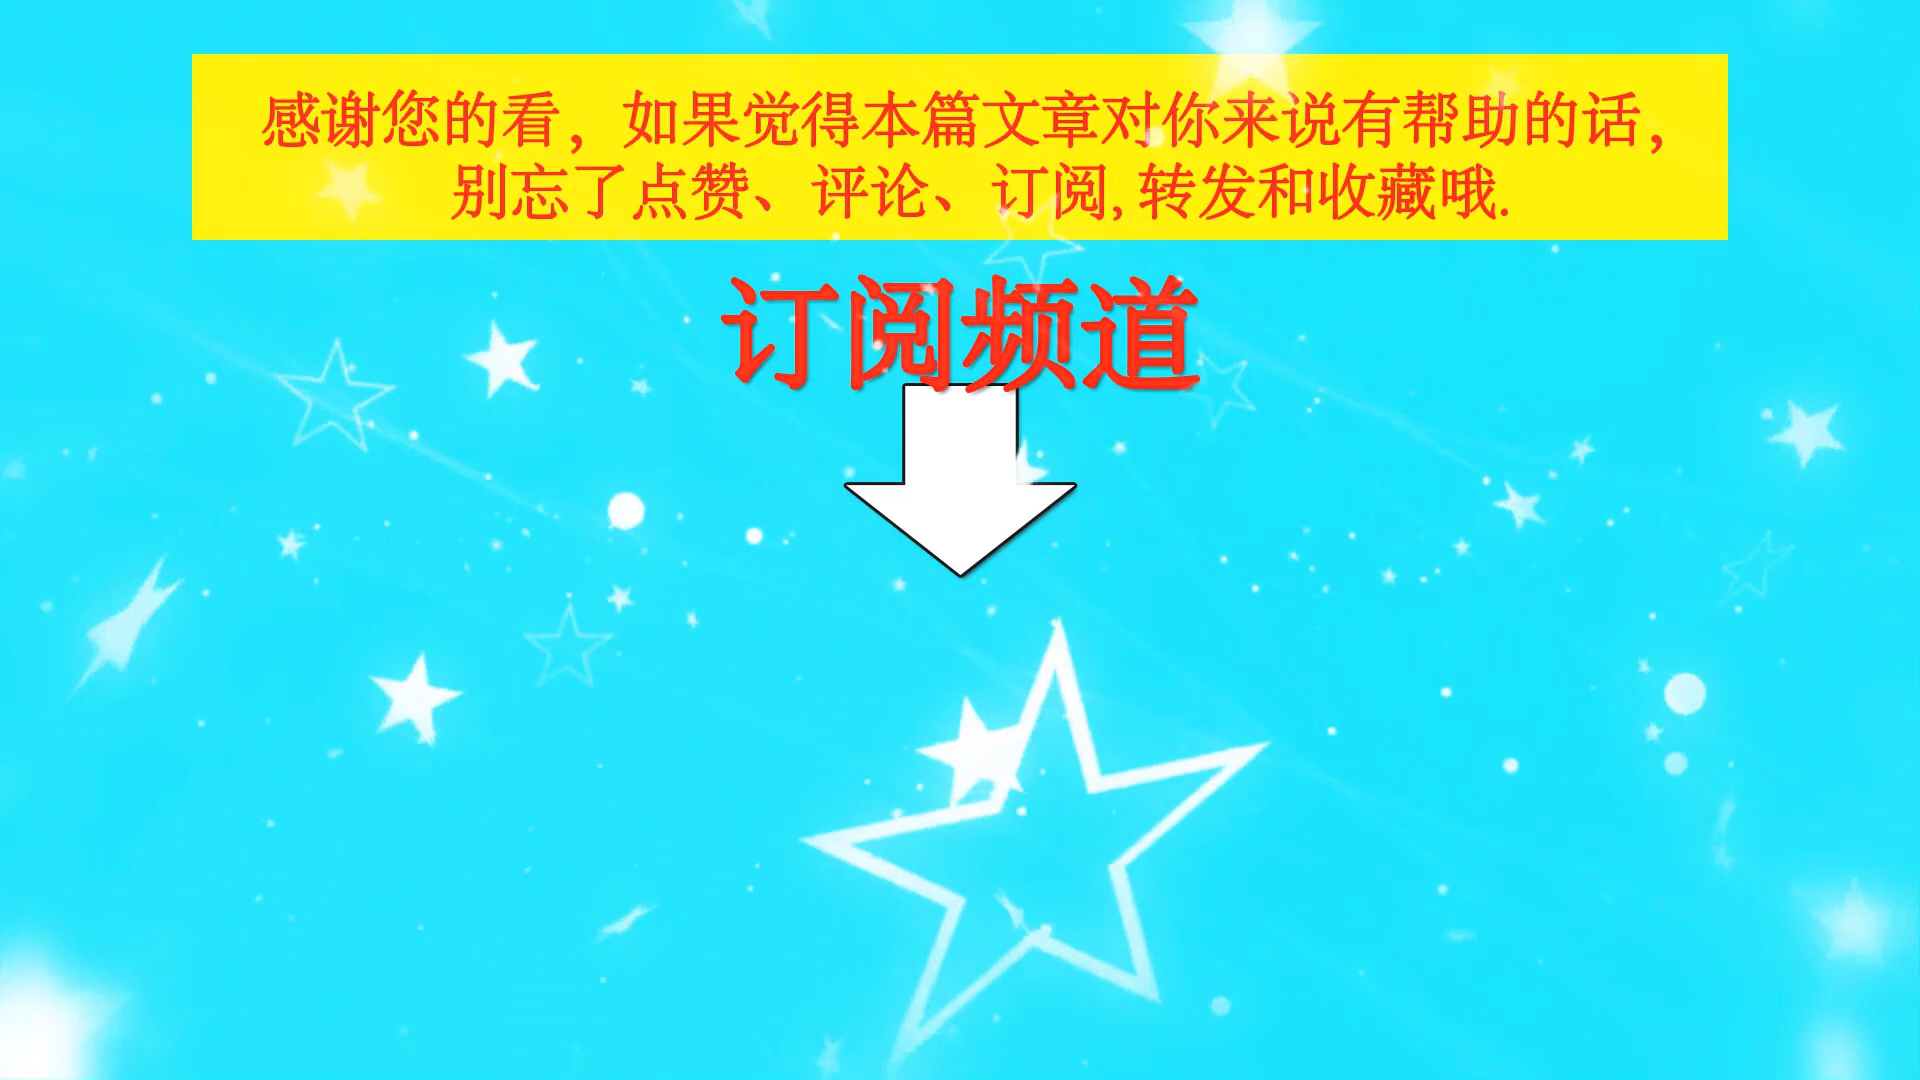 感谢您的看，如果觉得本篇文章对你来说有帮助的话，
别忘了点赞、评论、订阅,转发和收藏哦.
订阅频道